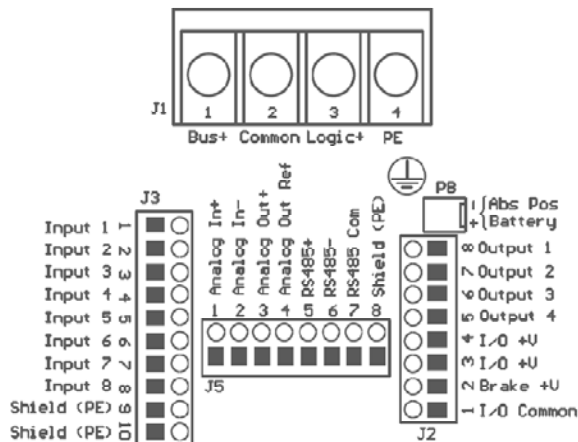 J1
1 2 3 4
Bus+ Common Logic+ PE
J3
Input 1 1
Input 2 2
Input 3 3
Input 4 4
Input 5 5
Input 6 6
Input 7 7
Input 8 8
Shield (PE) 9
Shield (PE) 10
Analog In+
Analog In-
Analog Out+
Analog Out Ref
RS485+
RS485-
RS485 Com
Shield (PE)
1 2 3 4 5 6 7 8
J5
P8
- Abs Pos
+ Battery
8 Output 1
7 Output 2
6 Output 3
5 Output 4
4 I/O +V
3 I/O +V
2 Brake +V
1 I/O Common
J2